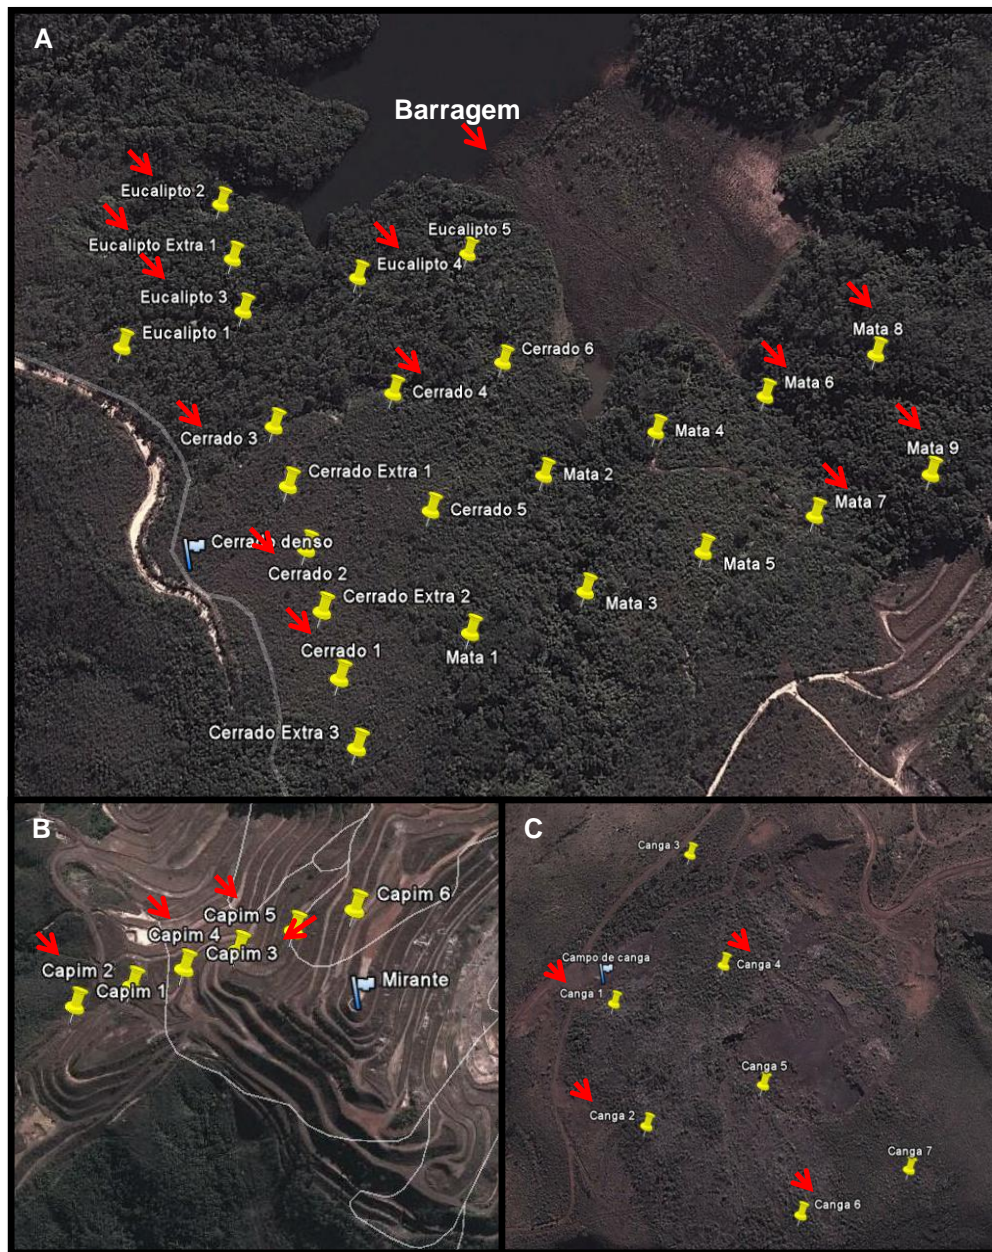 A
Barragem
Eucalipto 2
Eucalipto 5
Eucalipto Extra 1
Eucalipto 4
Eucalipto 3
Eucalipto 1
Mata 8
Cerrado 6
Mata 6
Cerrado 4
Cerrado 3
Mata 4
Mata 9
Cerrado Extra 1
Mata 2
Mata 7
Cerrado 5
Cerrado denso
Mata 5
Cerrado 2
Cerrado Extra 2
Mata 3
Cerrado 1
Mata 1
Cerrado Extra 3
B
Capim 6
Capim 5
Capim 4
Capim 3
Capim 2
Capim 1
Mirante
C
Canga 3
Campo de canga
Canga 4
Canga 1
Canga 5
Canga 2
Canga 7
Canga 6